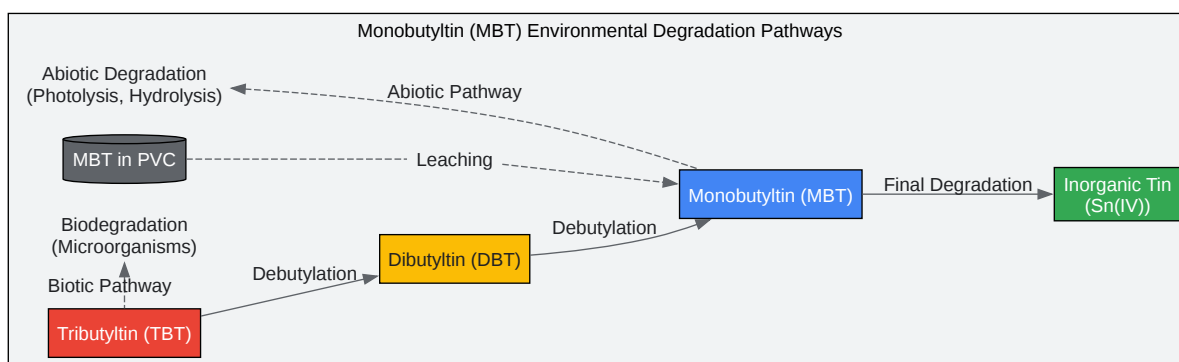 Monobutyltin (MBT) Environmental Degradation Pathways
Abiotic Degradation
(Photolysis, Hydrolysis)
Abiotic Pathway
MBT in PVC
Leaching
Monobutyltin (MBT)
Final Degradation
Inorganic Tin
(Sn(IV))
Biodegradation
(Microorganisms)
Debutylation
Dibutyltin (DBT)
Debutylation
Biotic Pathway
Tributyltin (TBT)